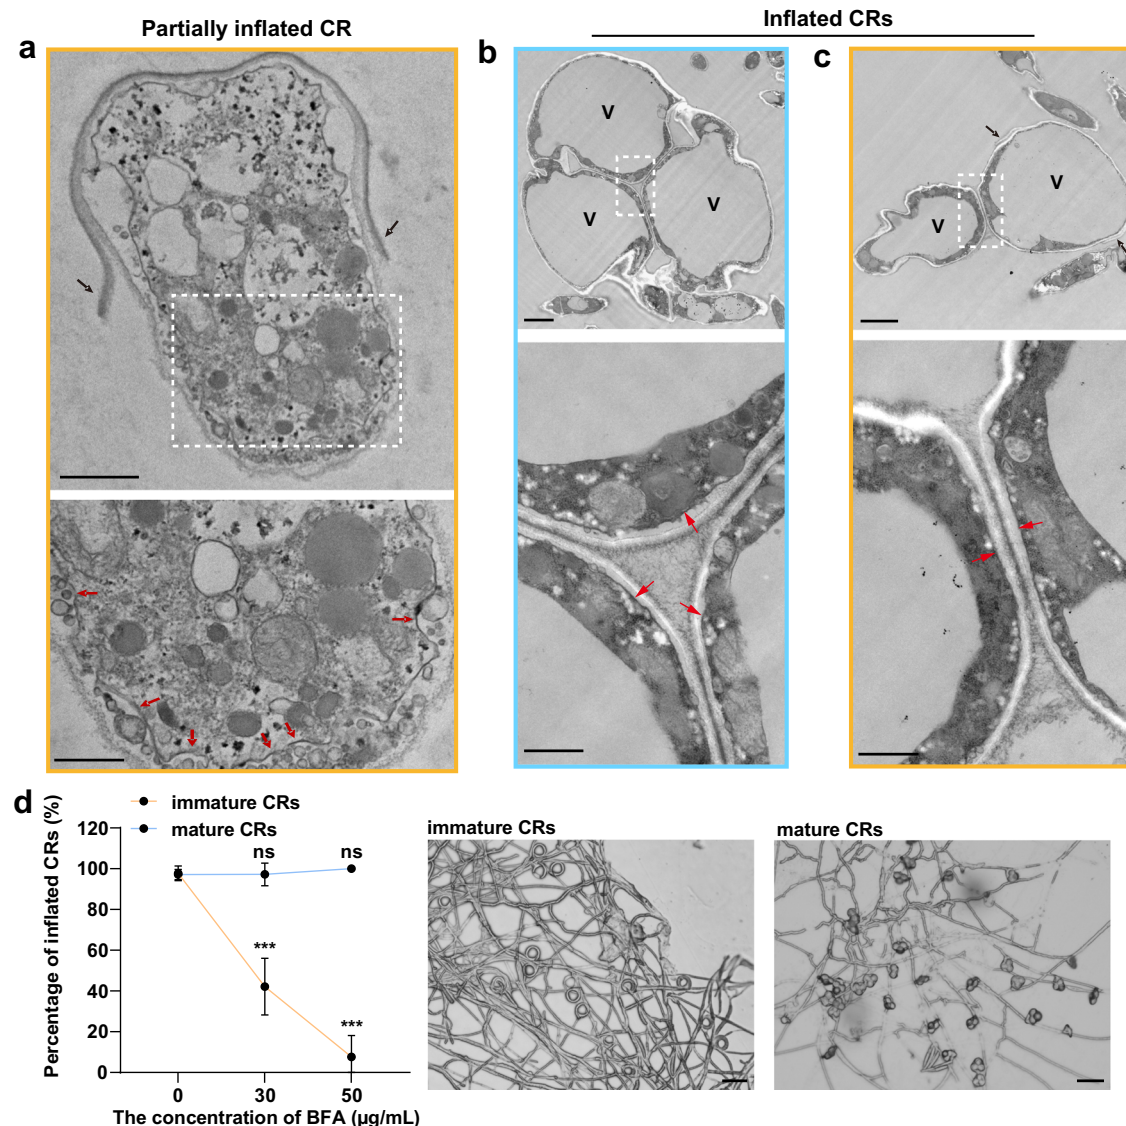 Partially inflated CR
Inflated CRs
a
b
c
V
V
V
V
V
d
immature CRs
mature CRs
Percentage of inflated CRs (%)
120
100
80
60
40
20
0
ns
ns
***
***
0
30
50
The concentration of BFA (µg/mL)
immature CRs
mature CRs